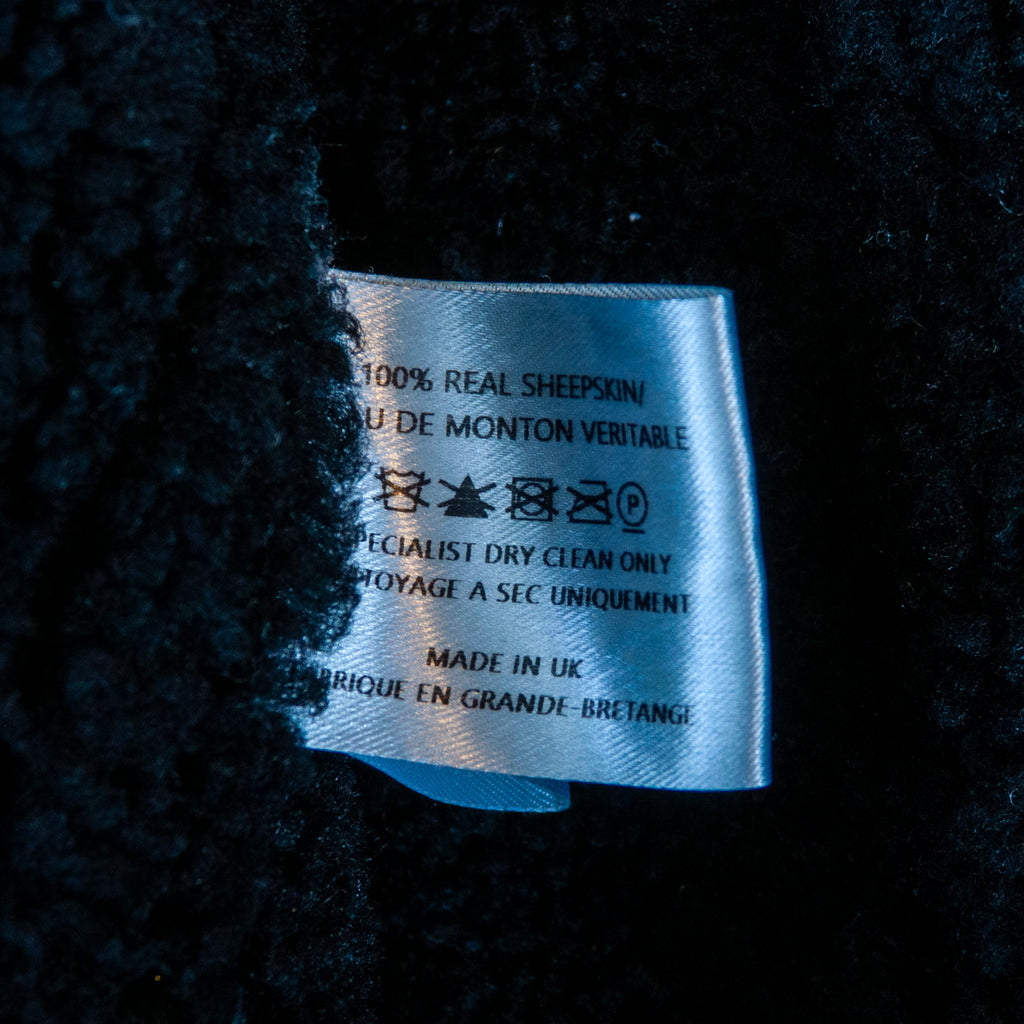 100% REAL SHEEPSKIN/
U DE MONTON VERITABLE
P
PECIALIST DRY CLEAN ONLY
TOYAGE A SEC UNIQUEMENT
MADE IN UK
BRIQUE EN GRANDE-BRETANGE